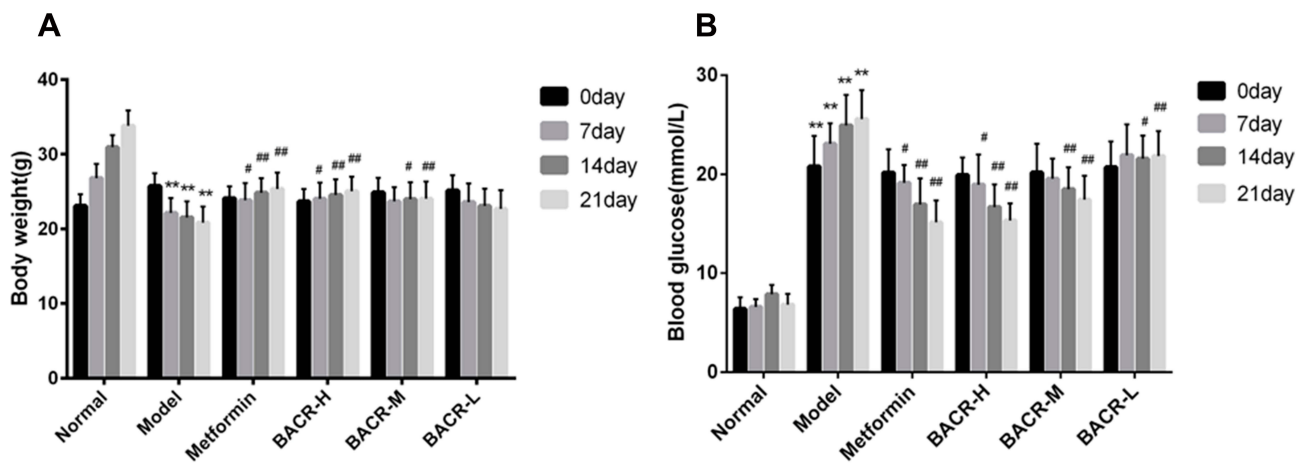 A
Body weight(g)
40
30
20
10
0
** ** **
# ## ##
# ## ##
# ##
Normal
Model
Metformin
BACR-H
BACR-M
BACR-L
0day
7day
14day
21day
B
Blood glucose(mmol/L)
30
20
10
0
** ** ** **
# ## ##
# ## ##
## ##
# ##
Normal
Model
Metformin
BACR-H
BACR-M
BACR-L
0day
7day
14day
21day